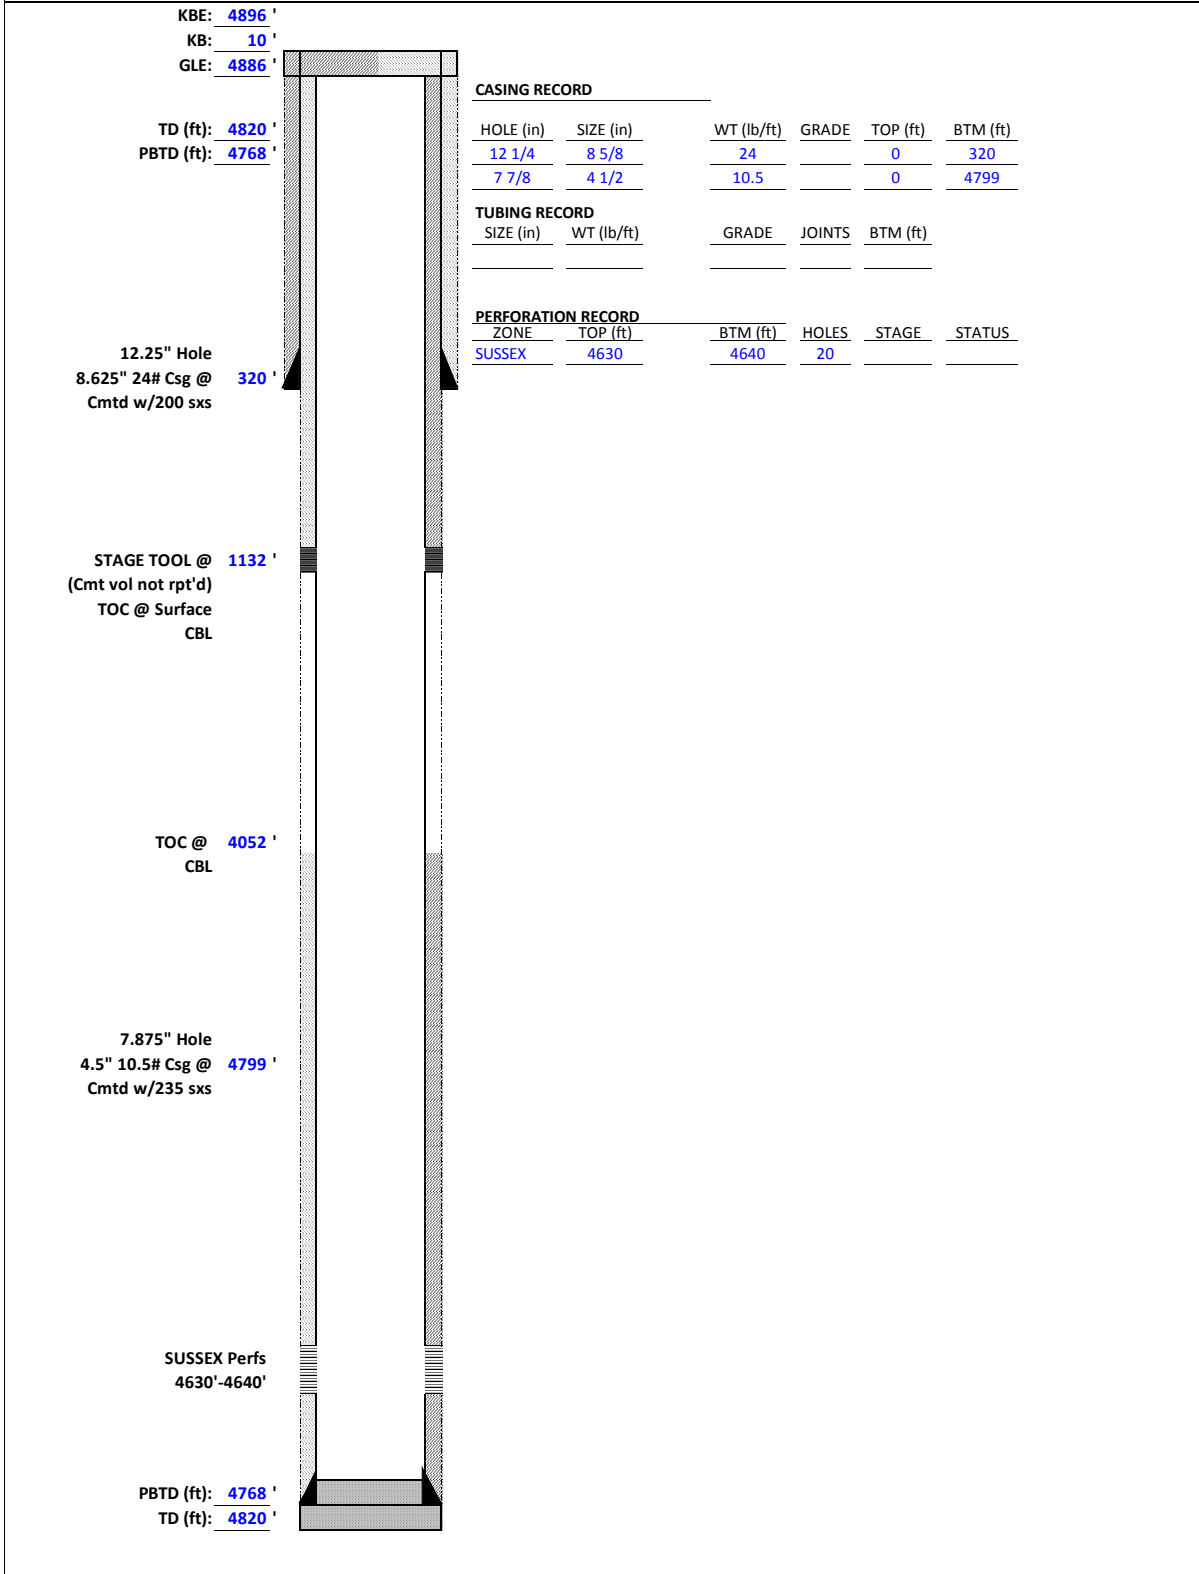 KBE: 4896 '
KB: 10 '
GLE: 4886 '
CASING RECORD
TD (ft): 4820 '
HOLE (in) SIZE (in) WT (lb/ft) GRADE TOP (ft) BTM (ft)
PBTD (ft): 4768 '
12 1/4 8 5/8 24 0 320
7 7/8 4 1/2 10.5 0 4799
TUBING RECORD
SIZE (in) WT (lb/ft) GRADE JOINTS BTM (ft)
PERFORATION RECORD
ZONE TOP (ft) BTM (ft) HOLES STAGE STATUS
SUSSEX 4630 4640 20
12.25" Hole
8.625" 24# Csg @ 320 '
Cmtd w/200 sxs
STAGE TOOL @ 1132 '
(Cmt vol not rpt'd)
TOC @ Surface
CBL
TOC @ 4052 '
CBL
7.875" Hole
4.5" 10.5# Csg @ 4799 '
Cmtd w/235 sxs
SUSSEX Perfs
4630'-4640'
PBTD (ft): 4768 '
TD (ft): 4820 '